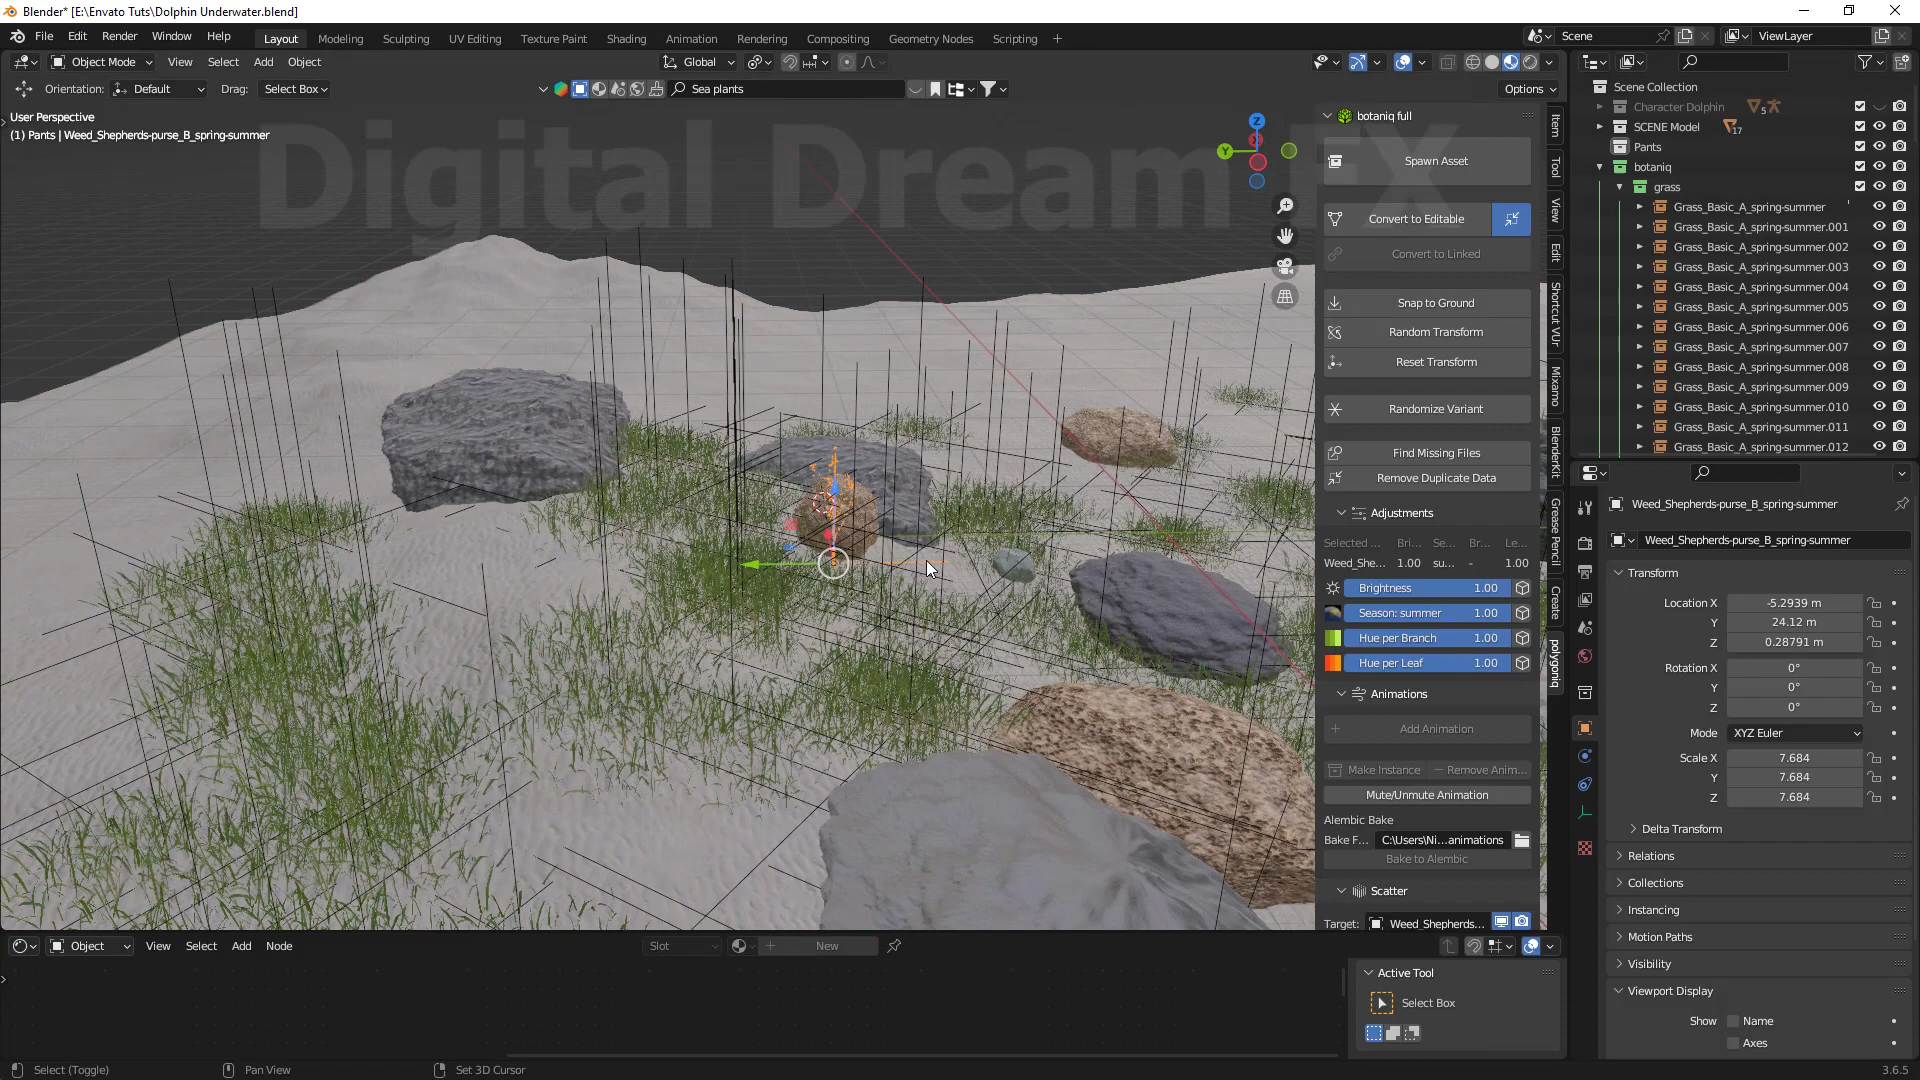 Blender* [E:\Envato Tuts\Dolphin Underwater.blend]
File Edit Render Window Help Layout Modeling Sculpting UV Editing Texture Paint Shading Animation Rendering Compositing Geometry Nodes Scripting + Scene ViewLayer
Object Mode View Select Add Object Global
Orientation: Default Drag: Select Box Sea plants Options
User Perspective
(1) Pants | Weed_Shepherds-purse_B_spring-summer
Digital Dream FX
Z
X
Y
botaniq full
Spawn Asset
Convert to Editable
Convert to Linked
Snap to Ground
Random Transform
Reset Transform
Randomize Variant
Find Missing Files
Remove Duplicate Data
Adjustments
Selected ... Bri... Se... Br... Le...
Weed_She... 1.00 su... - 1.00
Brightness 1.00
Season: summer 1.00
Hue per Branch 1.00
Hue per Leaf 1.00
Animations
Add Animation
Make Instance Remove Anim...
Mute/Unmute Animation
Alembic Bake
Bake F... C:\Users\Ni...animations
Bake to Alembic
Scatter
Target: Weed_Shepherds...
Item
Tool
View
Edit
Shortcut VUr
Mixamo
BlenderKit
Grease Pencil
Create
polygoniq
Scene Collection
Character Dolphin 5
SCENE Model 17
Pants
botaniq
grass
Grass_Basic_A_spring-summer
Grass_Basic_A_spring-summer.001
Grass_Basic_A_spring-summer.002
Grass_Basic_A_spring-summer.003
Grass_Basic_A_spring-summer.004
Grass_Basic_A_spring-summer.005
Grass_Basic_A_spring-summer.006
Grass_Basic_A_spring-summer.007
Grass_Basic_A_spring-summer.008
Grass_Basic_A_spring-summer.009
Grass_Basic_A_spring-summer.010
Grass_Basic_A_spring-summer.011
Grass_Basic_A_spring-summer.012
Weed_Shepherds-purse_B_spring-summer
Weed_Shepherds-purse_B_spring-summer
Transform
Location X -5.2939 m
Y 24.12 m
Z 0.28791 m
Rotation X 0°
Y 0°
Z 0°
Mode XYZ Euler
Scale X 7.684
Y 7.684
Z 7.684
Delta Transform
Relations
Collections
Instancing
Motion Paths
Visibility
Viewport Display
Show Name
Axes
Object View Select Add Node Slot New
Active Tool
Select Box
Select (Toggle) Pan View Set 3D Cursor 3.6.5